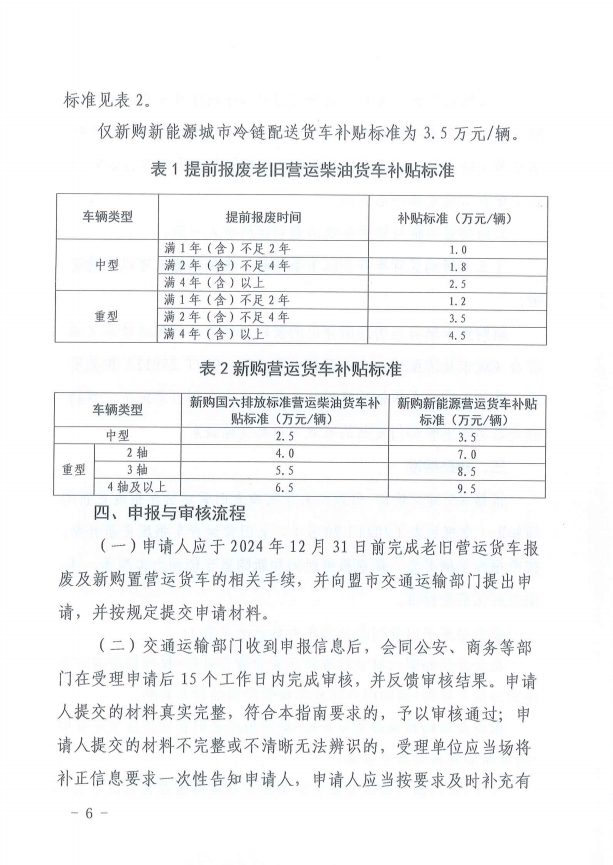 标准见表 2。
仅新购新能源城市冷链配送货车补贴标准为 3.5 万元/辆。
表 1 提前报废老旧营运柴油货车补贴标准
车辆类型 提前报废时间 补贴标准（万元/辆）
中型 满 1 年（含）不足 2 年 1.0
满 2 年（含）不足 4 年 1.8
满 4 年（含）以上 2.5
重型 满 1 年（含）不足 2 年 1.2
满 2 年（含）不足 4 年 3.5
满 4 年（含）以上 4.5
表 2 新购营运货车补贴标准
车辆类型 新购国六排放标准营运柴油货车补 新购新能源营运货车补贴
贴标准（万元/辆） 标准（万元/辆）
中型 2.5 3.5
重型 2 轴 4.0 7.0
3 轴 5.5 8.5
4 轴及以上 6.5 9.5
四、申报与审核流程
（一）申请人应于 2024 年 12 月 31 日前完成老旧营运货车报
废及新购置营运货车的相关手续，并向盟市交通运输部门提出申
请，并按规定提交申请材料。
（二）交通运输部门收到申报信息后，会同公安、商务等部
门在受理申请后 15 个工作日内完成审核，并反馈审核结果。申请
人提交的材料真实完整，符合本指南要求的，予以审核通过；申
请人提交的材料不完整或不清晰无法辨识的，受理单位应当场将
补正信息要求一次性告知申请人，申请人应当按要求及时补充有
- 6 -